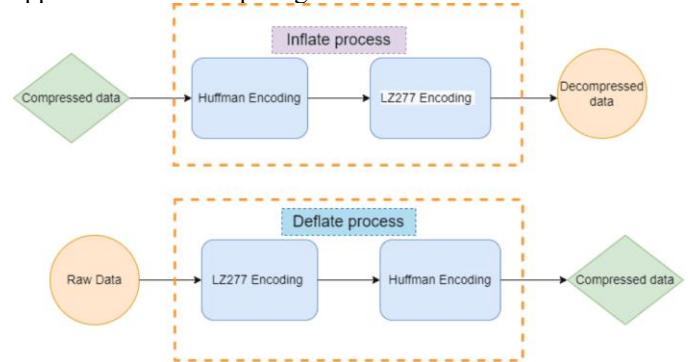 Inflate process
Compressed data
Huffman Encoding
LZ277 Encoding
Decompressed
data
Deflate process
Raw Data
LZ277 Encoding
Huffman Encoding
Compressed data